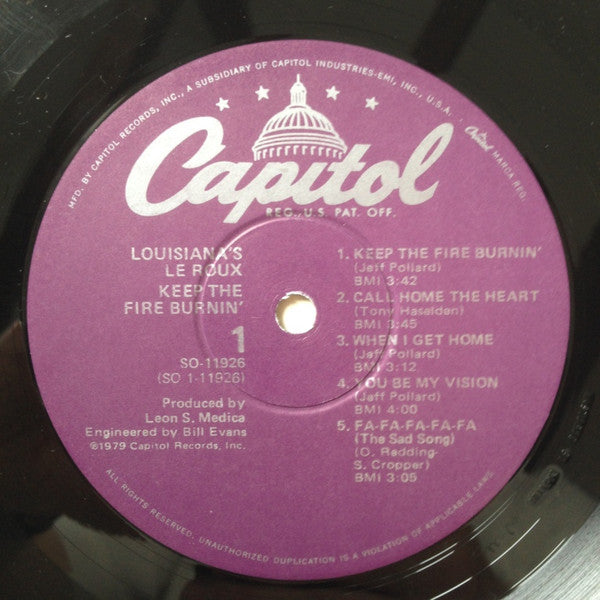 MFD. BY CAPITOL RECORDS, INC., A SUBSIDIARY OF CAPITOL INDUSTRIES-EMI, INC., U.S.A.
Capitol MARCA REG.
Capitol
REG. U.S. PAT. OFF.
LOUISIANA'S
LE ROUX
KEEP THE
FIRE BURNIN'
1
SO-11926
(SO 1-11926)
Produced by
Leon S. Medica
Engineered by Bill Evans
©1979 Capitol Records, Inc.
1. KEEP THE FIRE BURNIN'
(Jeff Pollard)
BMI 3:42
2. CALL HOME THE HEART
(Tony Haselden)
BMI 3:45
3. WHEN I GET HOME
(Jeff Pollard)
BMI 3:12
4. YOU BE MY VISION
(Jeff Pollard)
BMI 4:00
5. FA-FA-FA-FA-FA
(The Sad Song)
(O. Redding-
S. Cropper)
BMI 3:05
ALL RIGHTS RESERVED. UNAUTHORIZED DUPLICATION IS A VIOLATION OF APPLICABLE LAWS.